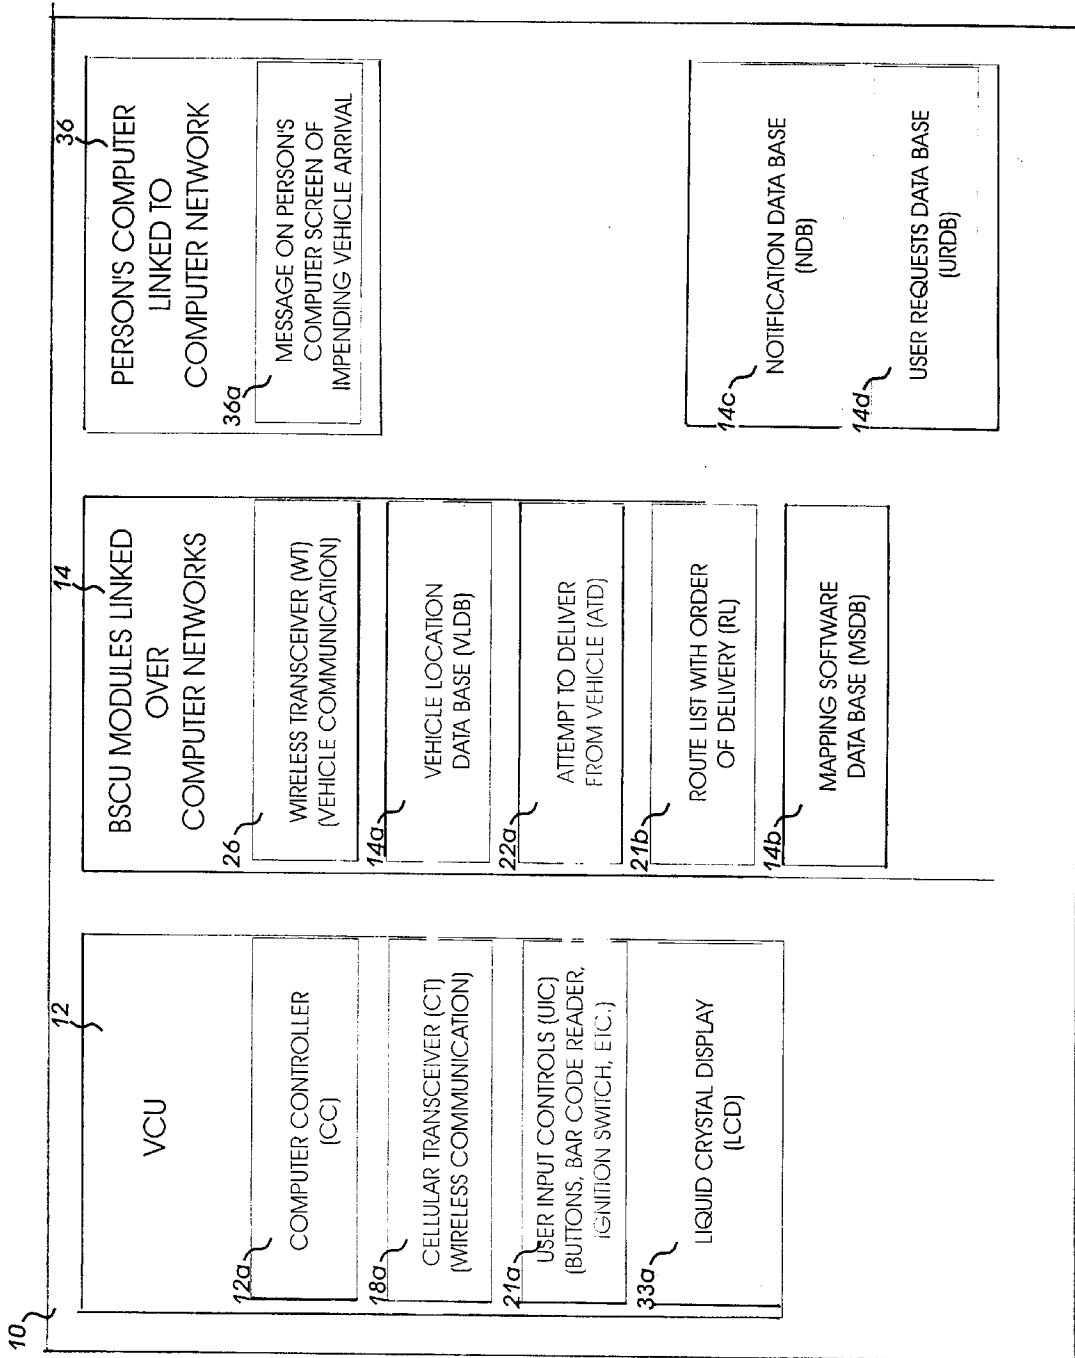 10
12
VCU
12a
COMPUTER CONTROLLER
(CC)
18a
CELLULAR TRANSCEIVER (CT)
(WIRELESS COMMUNICATION)
21a
USER INPUT CONTROLS (UIC)
(BUTTONS, BAR CODE READER,
IGNITION SWITCH, ETC.)
33a
LIQUID CRYSTAL DISPLAY
(LCD)
14
BSCU MODULES LINKED
OVER
COMPUTER NETWORKS
26
WIRELESS TRANSCEIVER (WT)
(VEHICLE COMMUNICATION)
14a
VEHICLE LOCATION
DATA BASE (VLDB)
22a
ATTEMPT TO DELIVER
FROM VEHICLE (ATD)
21b
ROUTE LIST WITH ORDER
OF DELIVERY (RL)
14b
MAPPING SOFTWARE
DATA BASE (MSDB)
36
PERSON'S COMPUTER
LINKED TO
COMPUTER NETWORK
36a
MESSAGE ON PERSON'S
COMPUTER SCREEN OF
IMPENDING VEHICLE ARRIVAL
14c
NOTIFICATION DATA BASE
(NDB)
14d
USER REQUESTS DATA BASE
(URDB)